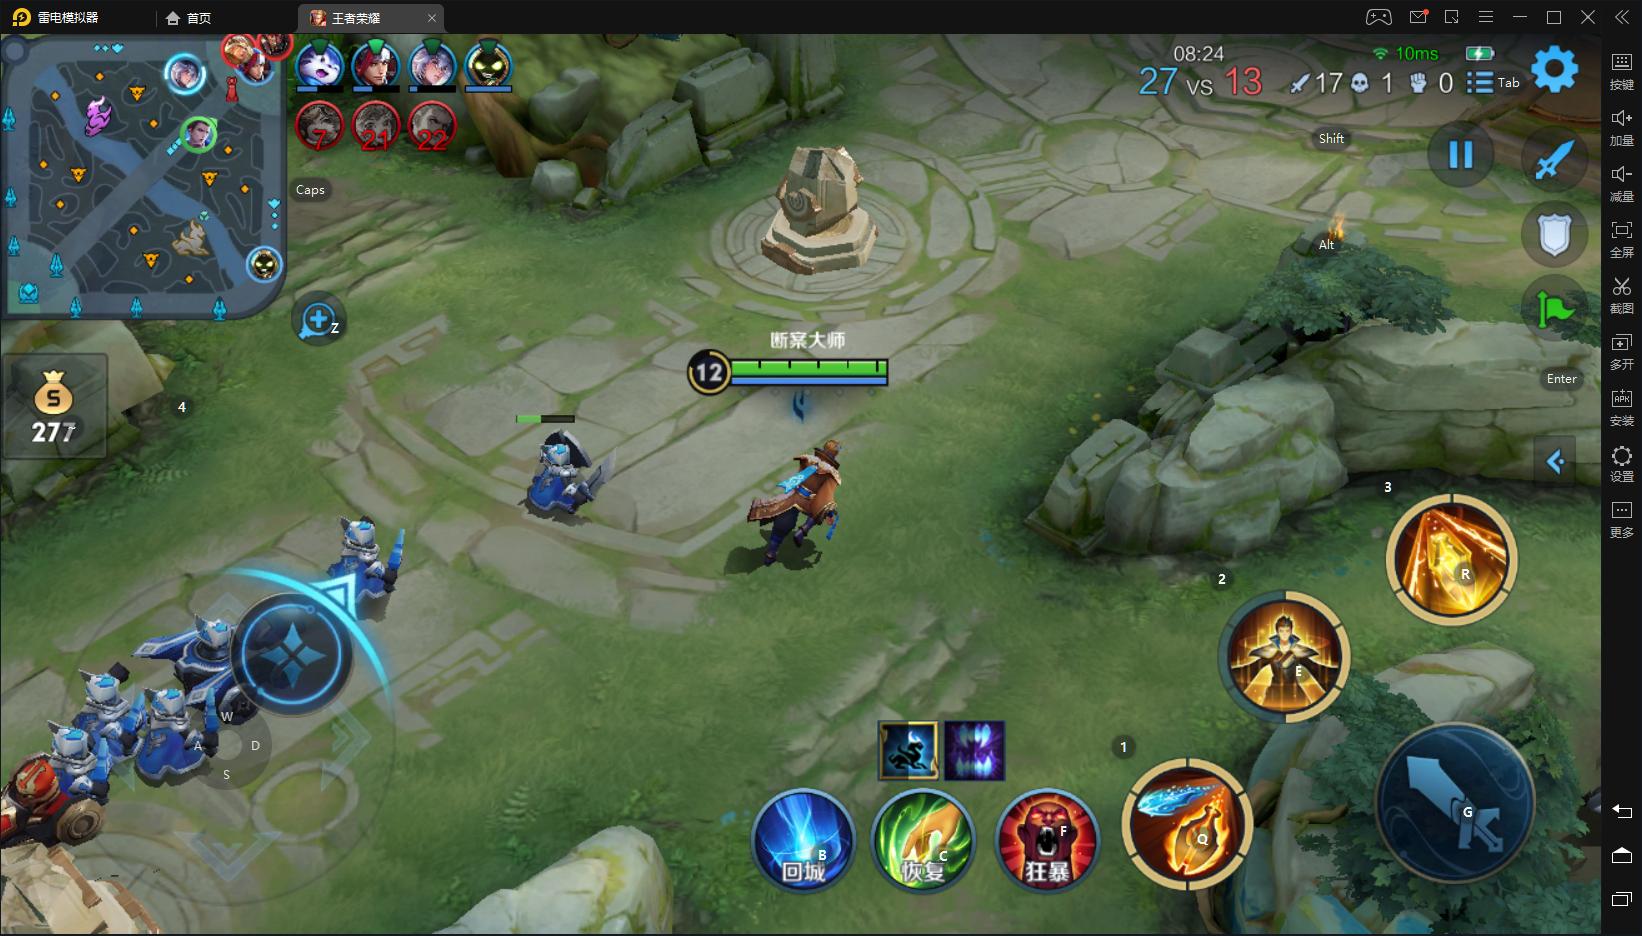 雷电模拟器
首页
王者荣耀
08:24
10ms
27 vs 13
17 1 0
Tab
7 21 22
Shift
Caps
Alt
Z
断案大师
12
277
4
Enter
3
R
2
E
W
A D
S
1
Q
G
B
回城
C
恢复
F
狂暴
按键
加量
减量
全屏
截图
多开
APK
安装
设置
更多